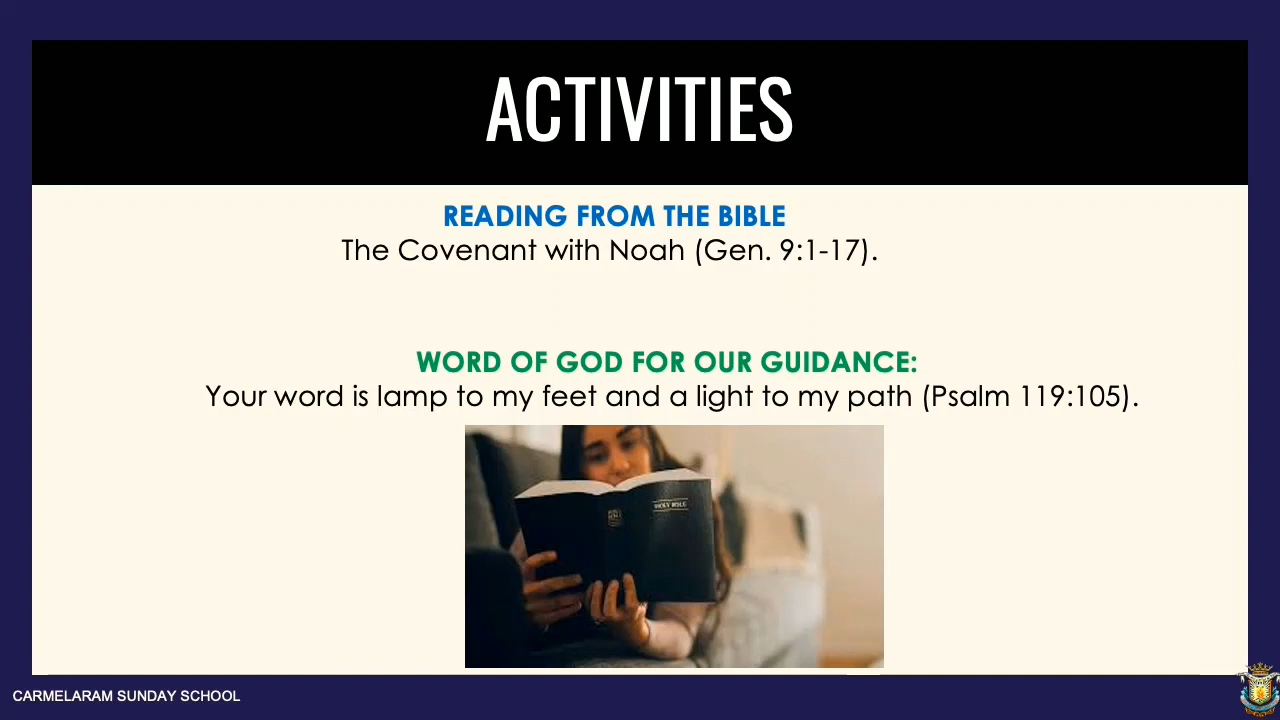 ACTIVITIES
READING FROM THE BIBLE
The Covenant with Noah (Gen. 9:1-17).
WORD OF GOD FOR OUR GUIDANCE:
Your word is lamp to my feet and a light to my path (Psalm 119:105).
HOLY BIBLE
CARMELARAM SUNDAY SCHOOL